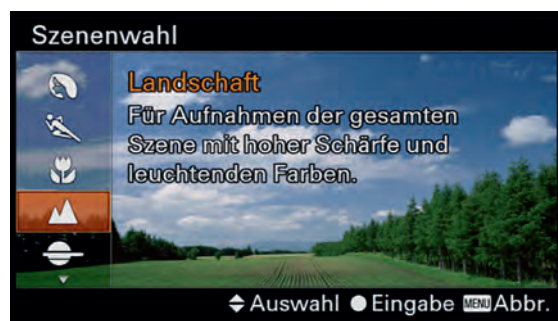 Szenenwahl
Landschaft
Für Aufnahmen der gesamten
Szene mit hoher Schärfe und
leuchtenden Farben.
Auswahl Eingabe MENU Abbr.